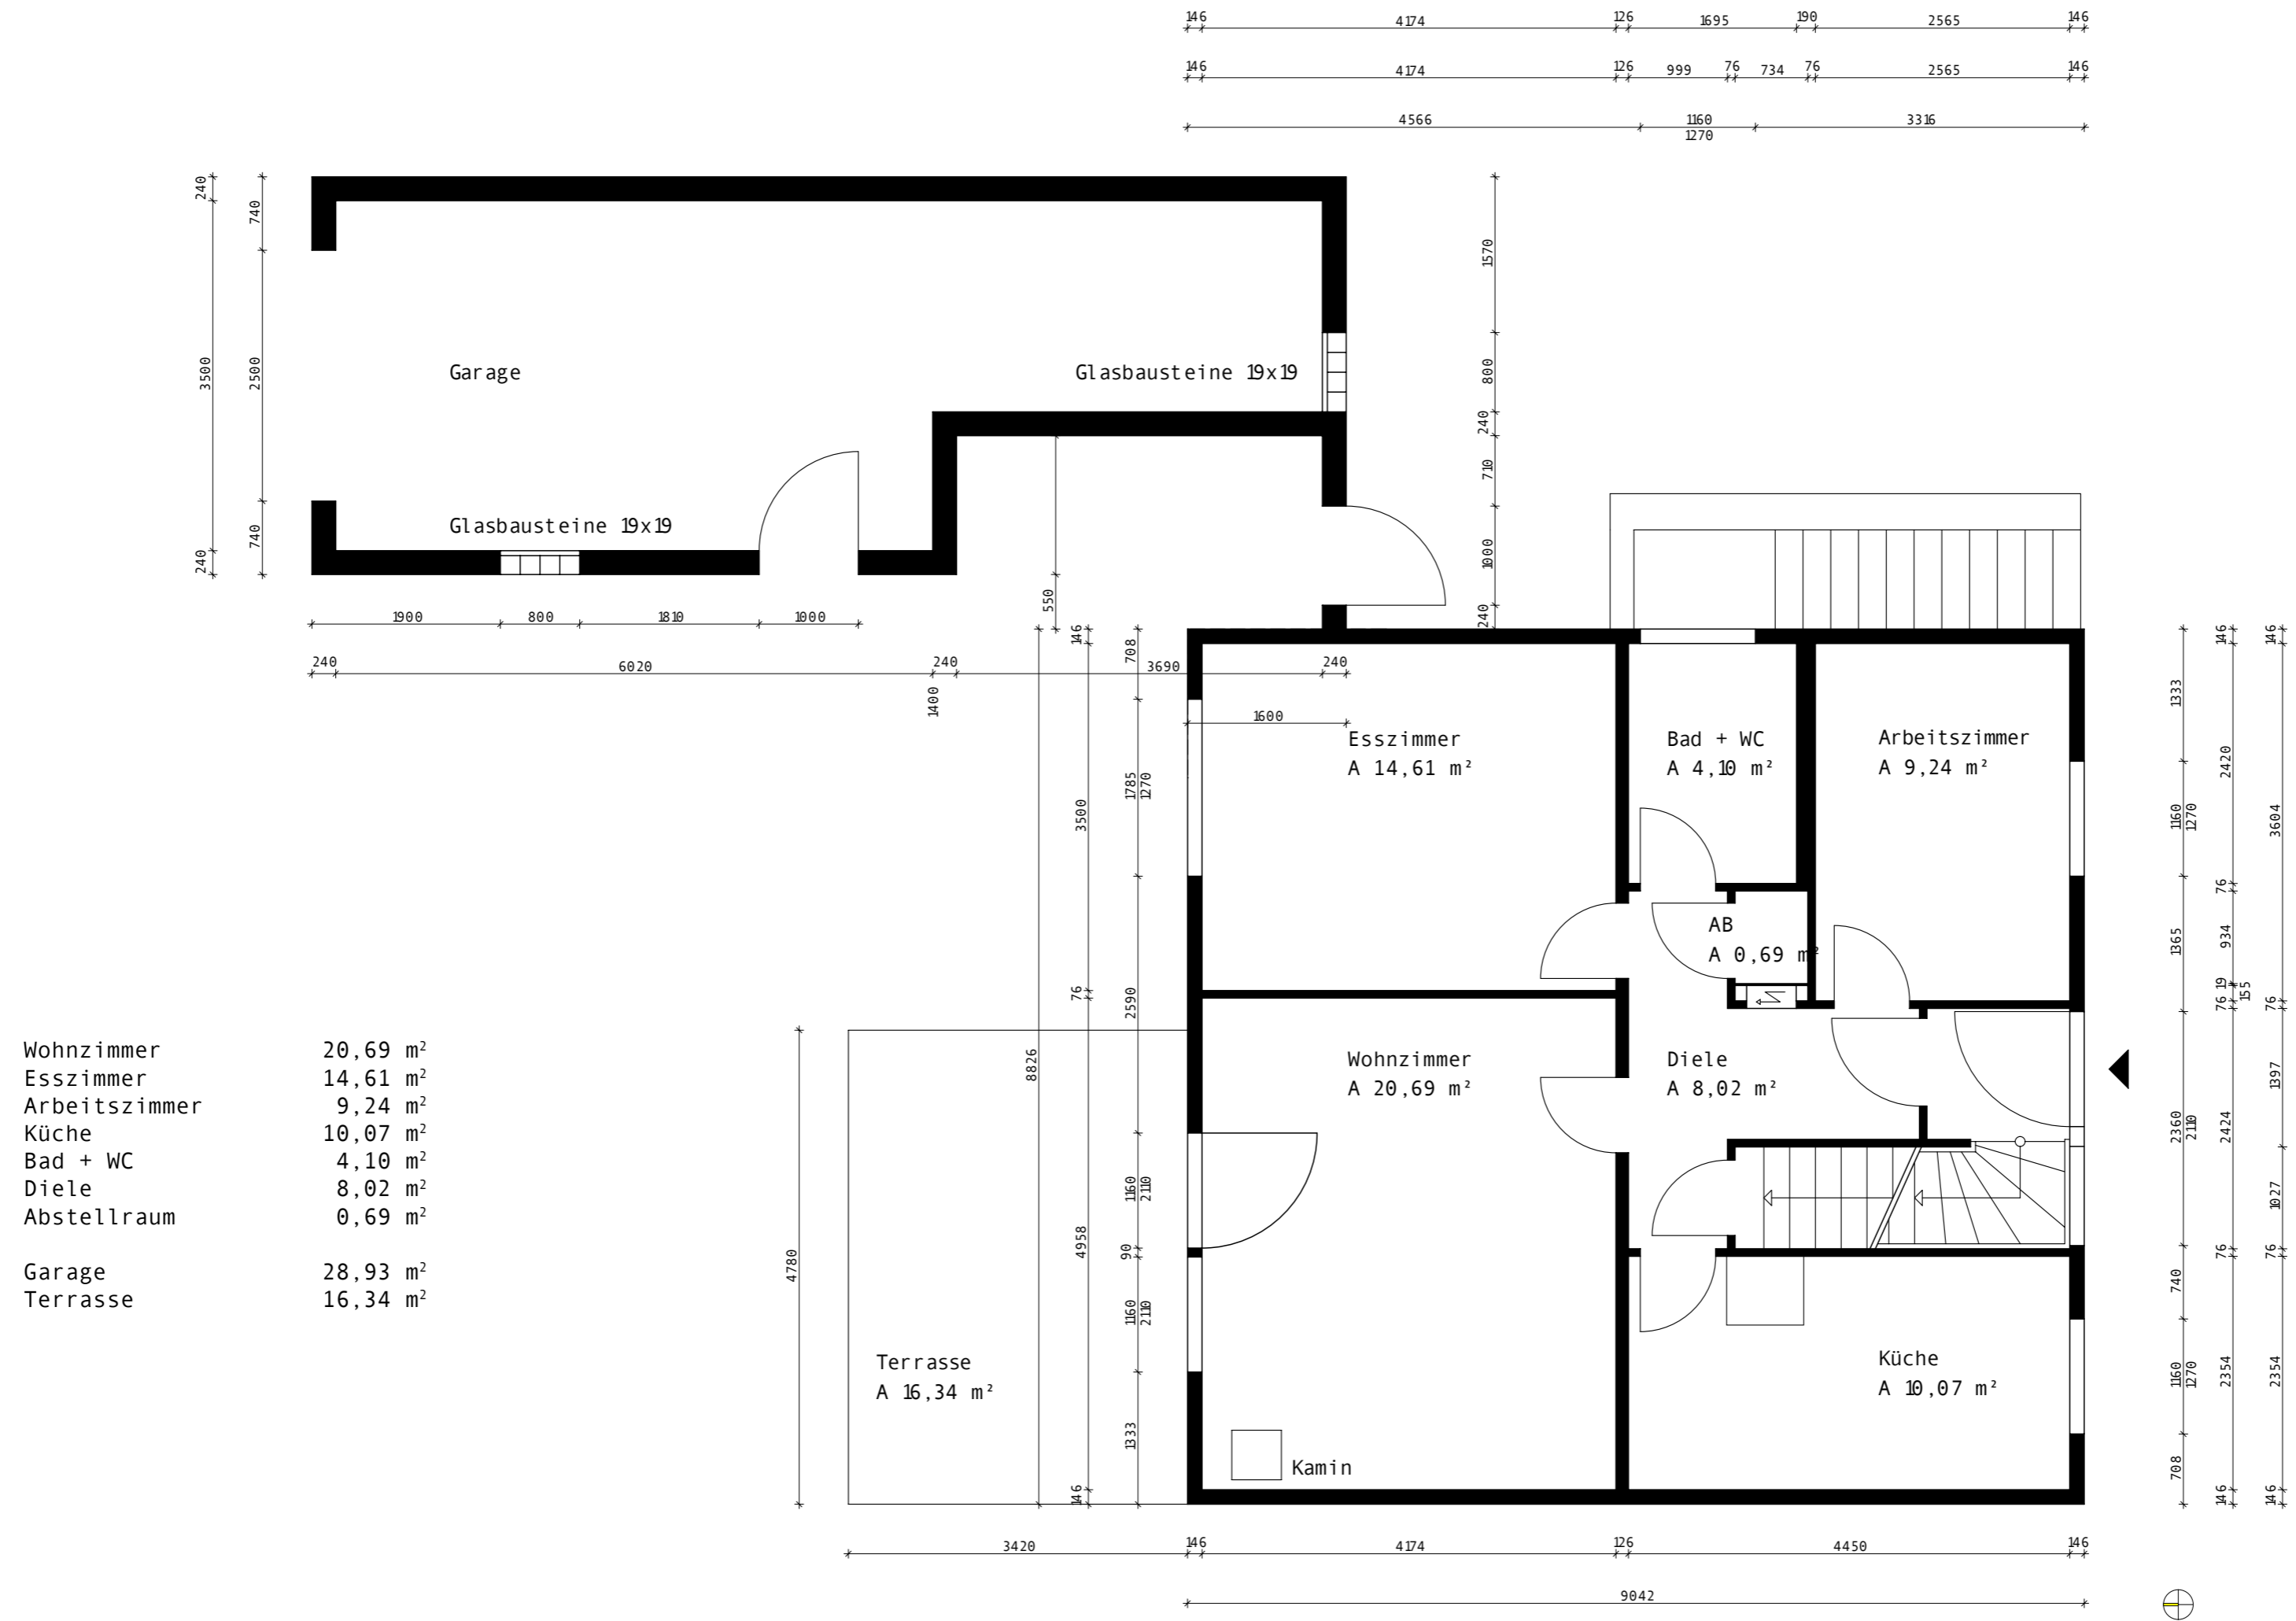 146 4174 126 1695 190 2565 146
146 4174 126 999 76 734 76 2565 146
4566 1160 3316
1270
240 3500 240
740 2500 740
1570 800 240 710 1000 240
Garage
Glasbausteine 19x19
Glasbausteine 19x19
550
1900 800 1810 1000
240 6020 240 3690 240
1400
1600
8826
146 3500 76 4958 146
708 1785 2590 1160 90 1160 1333
1270 2110 2110
Esszimmer
A 14,61 m²
Bad + WC
A 4,10 m²
Arbeitszimmer
A 9,24 m²
AB
A 0,69 m²
Wohnzimmer
A 20,69 m²
Diele
A 8,02 m²
Küche
A 10,07 m²
Kamin
Terrasse
A 16,34 m²
4780
1333 1160 1365 2360 740 1160 708
1270 2110 1270
146 2420 76 934 19 76 2424 76 2354 146
155
146 3604 76 1397 1027 76 2354 146
Wohnzimmer 20,69 m²
Esszimmer 14,61 m²
Arbeitszimmer 9,24 m²
Küche 10,07 m²
Bad + WC 4,10 m²
Diele 8,02 m²
Abstellraum 0,69 m²
Garage 28,93 m²
Terrasse 16,34 m²
3420 146 4174 126 4450 146
9042